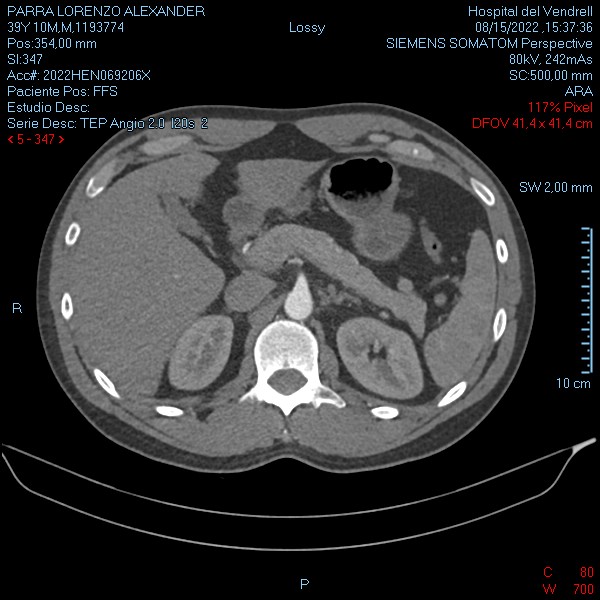 PARRA LORENZO ALEXANDER
39Y 10M,M,1193774
Pos:354,00 mm
SI:347
Acc#: 2022HEN069206X
Paciente Pos: FFS
Estudio Desc:
Serie Desc: TEP Angio 2.0 I20s 2
< 5 - 347 >
Lossy
Hospital del Vendrell
08/15/2022 ,15:37:36
SIEMENS SOMATOM Perspective
80kV, 242mAs
SC:500,00 mm
ARA
117% Pixel
DFOV 41,4 x 41,4 cm
SW 2,00 mm
R
10 cm
P
C 80
W 700